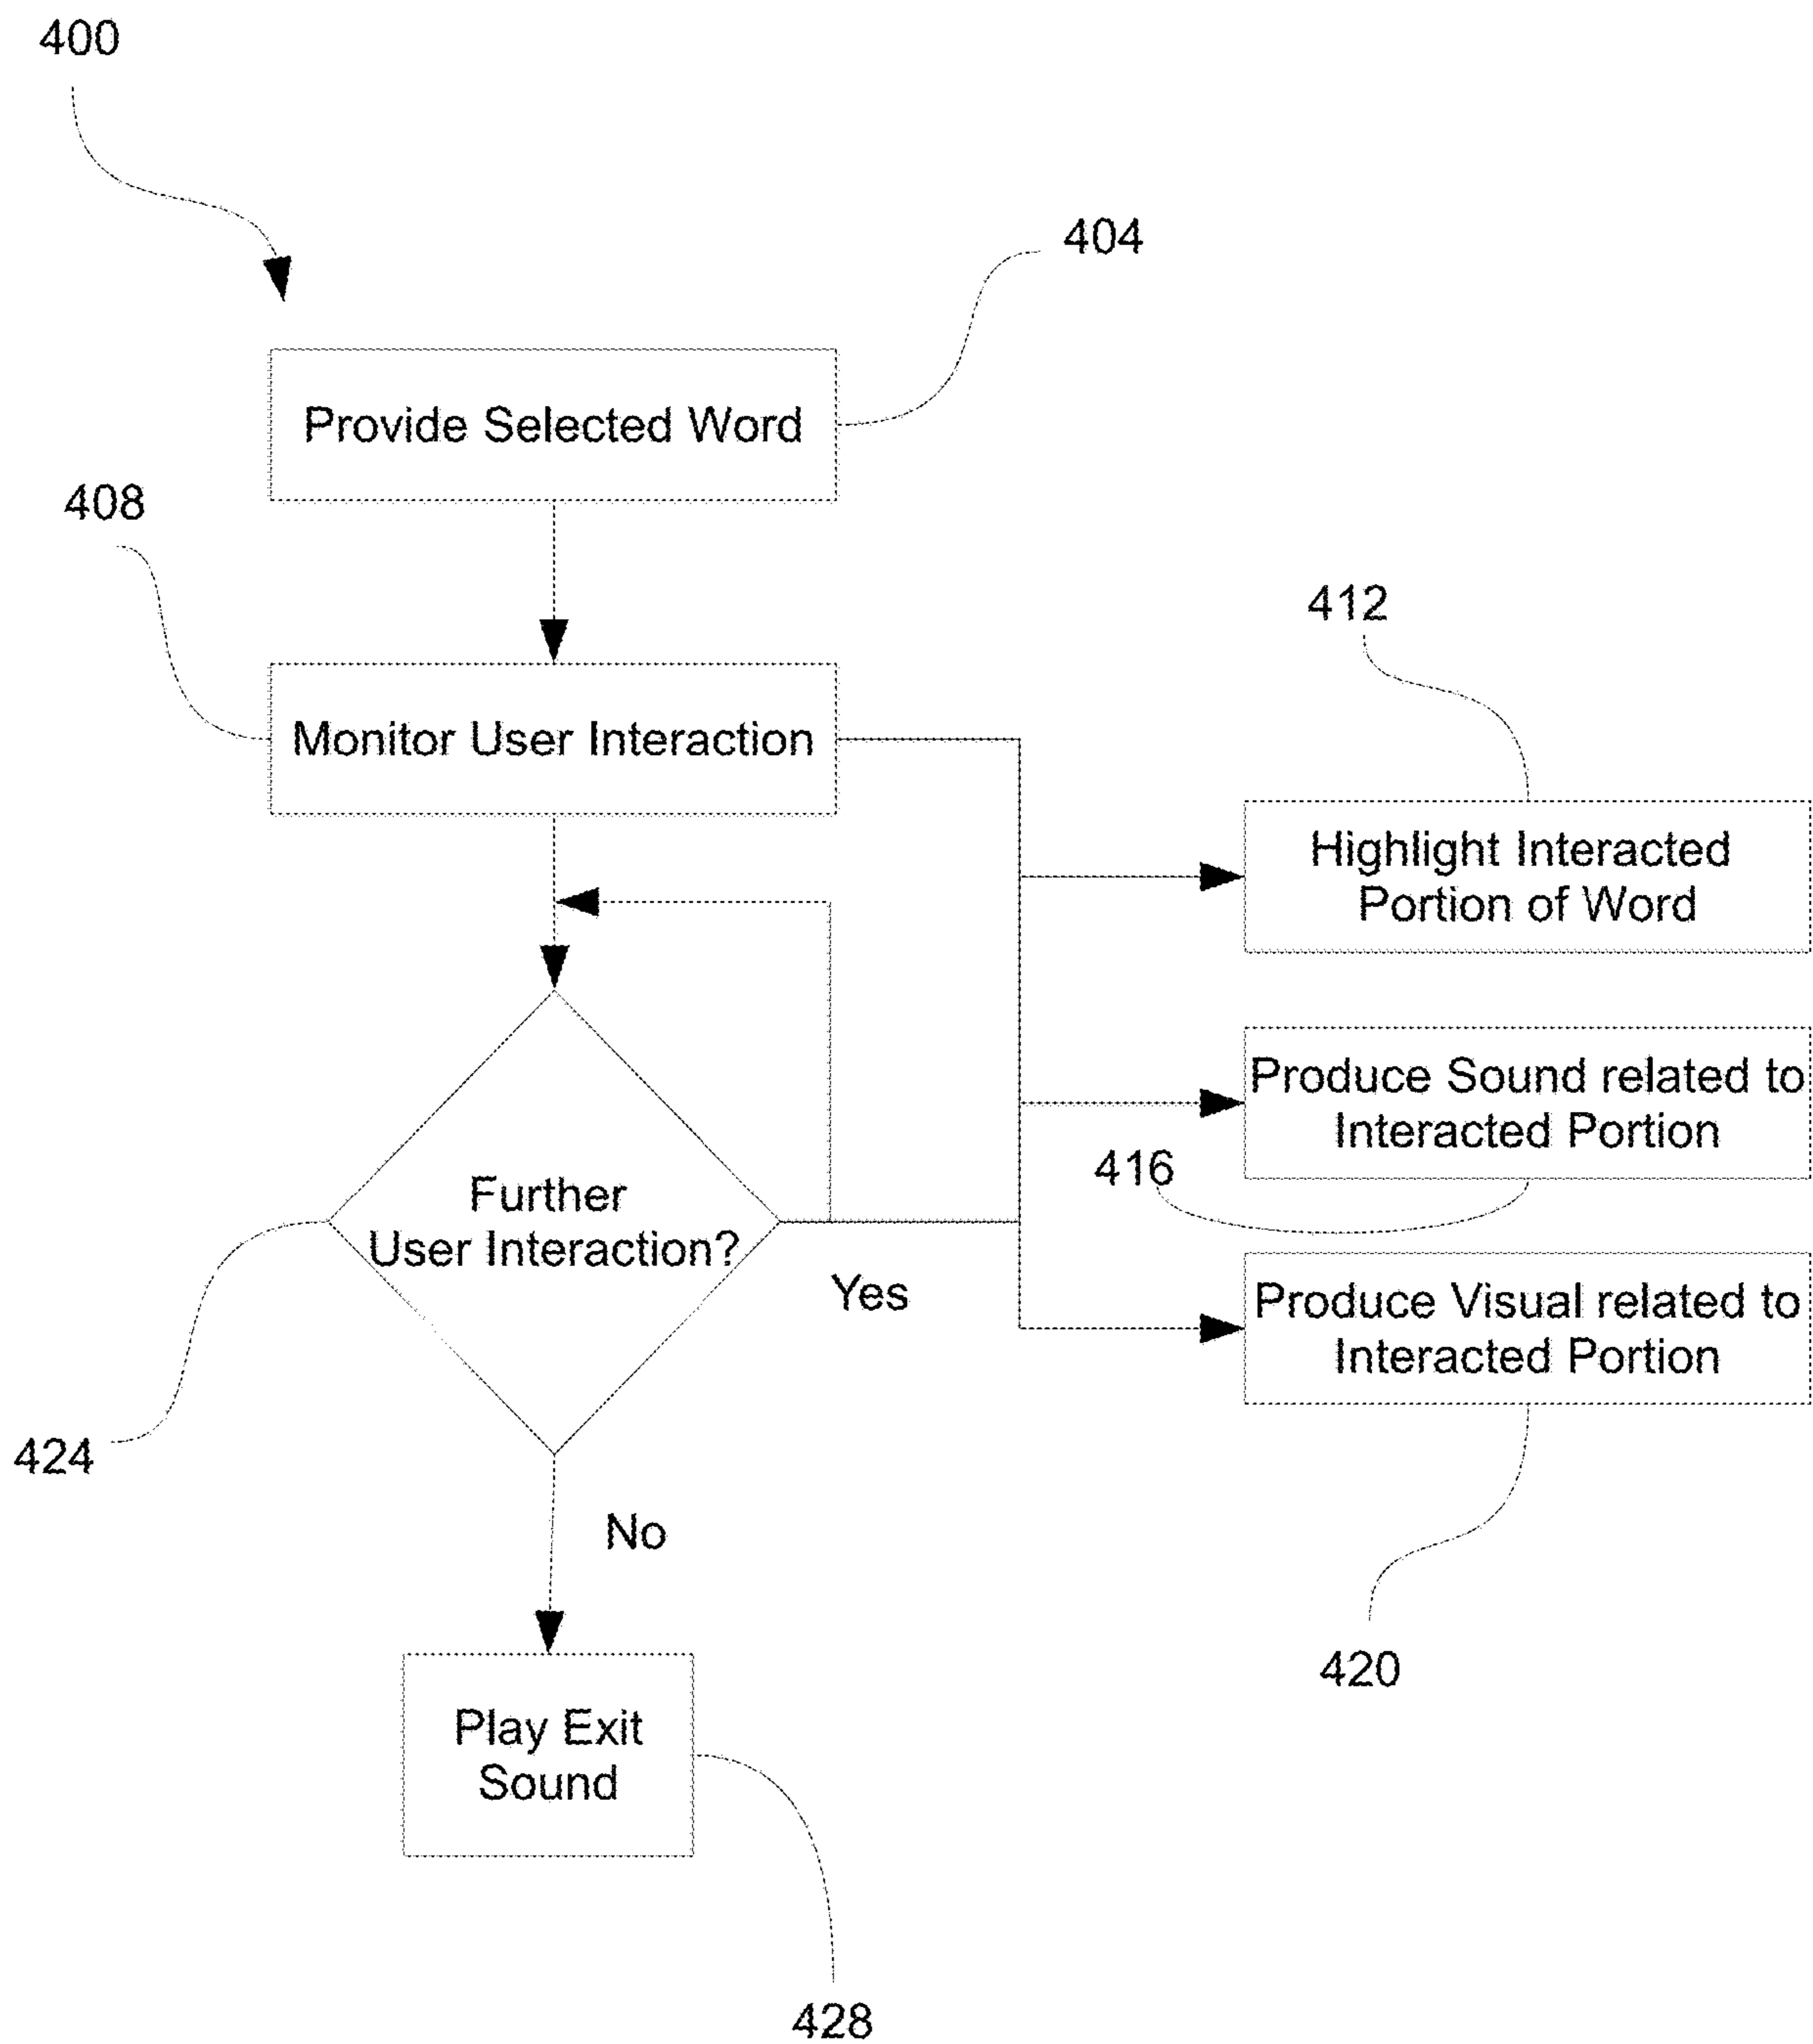 400
404
Provide Selected Word
408
412
Monitor User Interaction
Highlight Interacted
Portion of Word
Produce Sound related to
Interacted Portion
416
Further
User Interaction?
Yes
Produce Visual related to
Interacted Portion
424
No
420
Play Exit
Sound
428